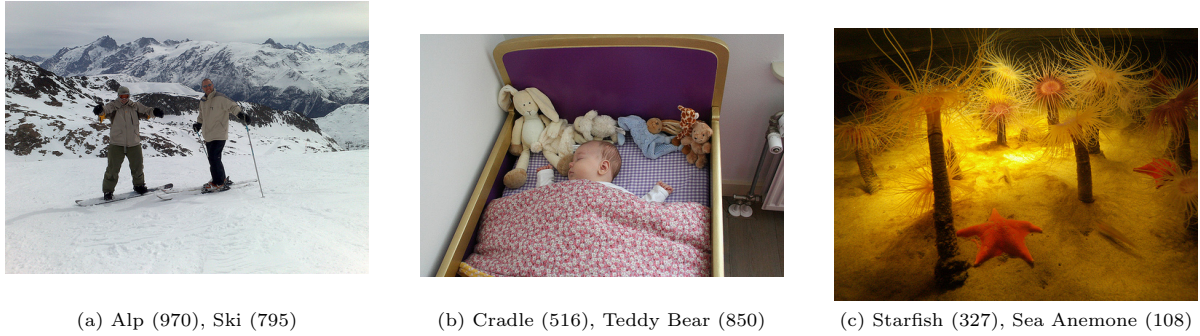 (a) Alp (970), Ski (795)
(b) Cradle (516), Teddy Bear (850)
(c) Starfish (327), Sea Anemone (108)